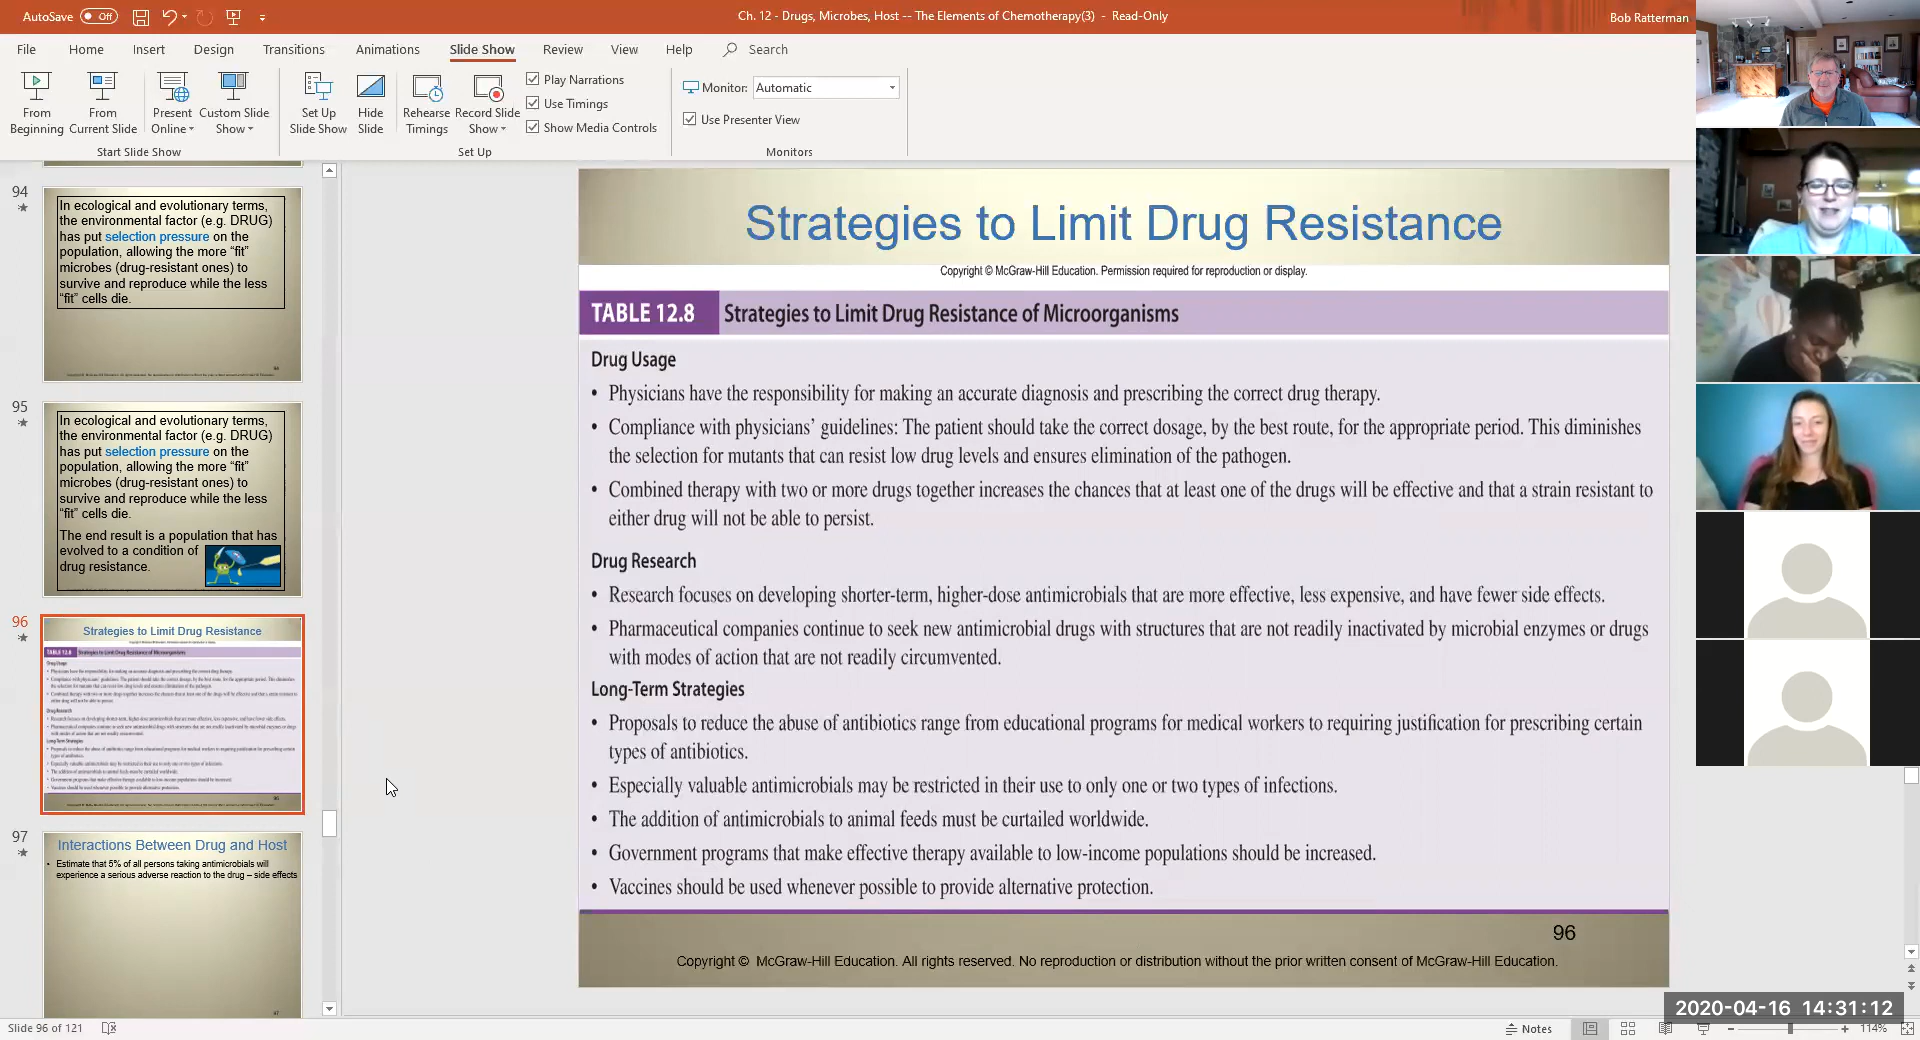 AutoSave Off
Ch. 12 - Drugs, Microbes, Host -- The Elements of Chemotherapy(3) - Read-Only
Bob Ratterman
File Home Insert Design Transitions Animations Slide Show Review View Help Search
From Beginning
From Current Slide
Present Online
Custom Slide Show
Set Up Slide Show
Hide Slide
Rehearse Timings
Record Slide Show
Play Narrations
Use Timings
Show Media Controls
Monitor: Automatic
Use Presenter View
Start Slide Show
Set Up
Monitors
94
In ecological and evolutionary terms,
the environmental factor (e.g. DRUG)
has put selection pressure on the
population, allowing the more “fit”
microbes (drug-resistant ones) to
survive and reproduce while the less
“fit” cells die.
95
In ecological and evolutionary terms,
the environmental factor (e.g. DRUG)
has put selection pressure on the
population, allowing the more “fit”
microbes (drug-resistant ones) to
survive and reproduce while the less
“fit” cells die.
The end result is a population that has
evolved to a condition of
drug resistance.
96
Strategies to Limit Drug Resistance
TABLE 12.8 Strategies to Limit Drug Resistance of Microorganisms
97
Interactions Between Drug and Host
• Estimate that 5% of all persons taking antimicrobials will
experience a serious adverse reaction to the drug – side effects
Strategies to Limit Drug Resistance
Copyright © McGraw-Hill Education. Permission required for reproduction or display.
TABLE 12.8 Strategies to Limit Drug Resistance of Microorganisms
Drug Usage
• Physicians have the responsibility for making an accurate diagnosis and prescribing the correct drug therapy.
• Compliance with physicians’ guidelines: The patient should take the correct dosage, by the best route, for the appropriate period. This diminishes
the selection for mutants that can resist low drug levels and ensures elimination of the pathogen.
• Combined therapy with two or more drugs together increases the chances that at least one of the drugs will be effective and that a strain resistant to
either drug will not be able to persist.
Drug Research
• Research focuses on developing shorter-term, higher-dose antimicrobials that are more effective, less expensive, and have fewer side effects.
• Pharmaceutical companies continue to seek new antimicrobial drugs with structures that are not readily inactivated by microbial enzymes or drugs
with modes of action that are not readily circumvented.
Long-Term Strategies
• Proposals to reduce the abuse of antibiotics range from educational programs for medical workers to requiring justification for prescribing certain
types of antibiotics.
• Especially valuable antimicrobials may be restricted in their use to only one or two types of infections.
• The addition of antimicrobials to animal feeds must be curtailed worldwide.
• Government programs that make effective therapy available to low-income populations should be increased.
• Vaccines should be used whenever possible to provide alternative protection.
96
Copyright © McGraw-Hill Education. All rights reserved. No reproduction or distribution without the prior written consent of McGraw-Hill Education.
2020-04-16 14:31:12
Slide 96 of 121
Notes
114%